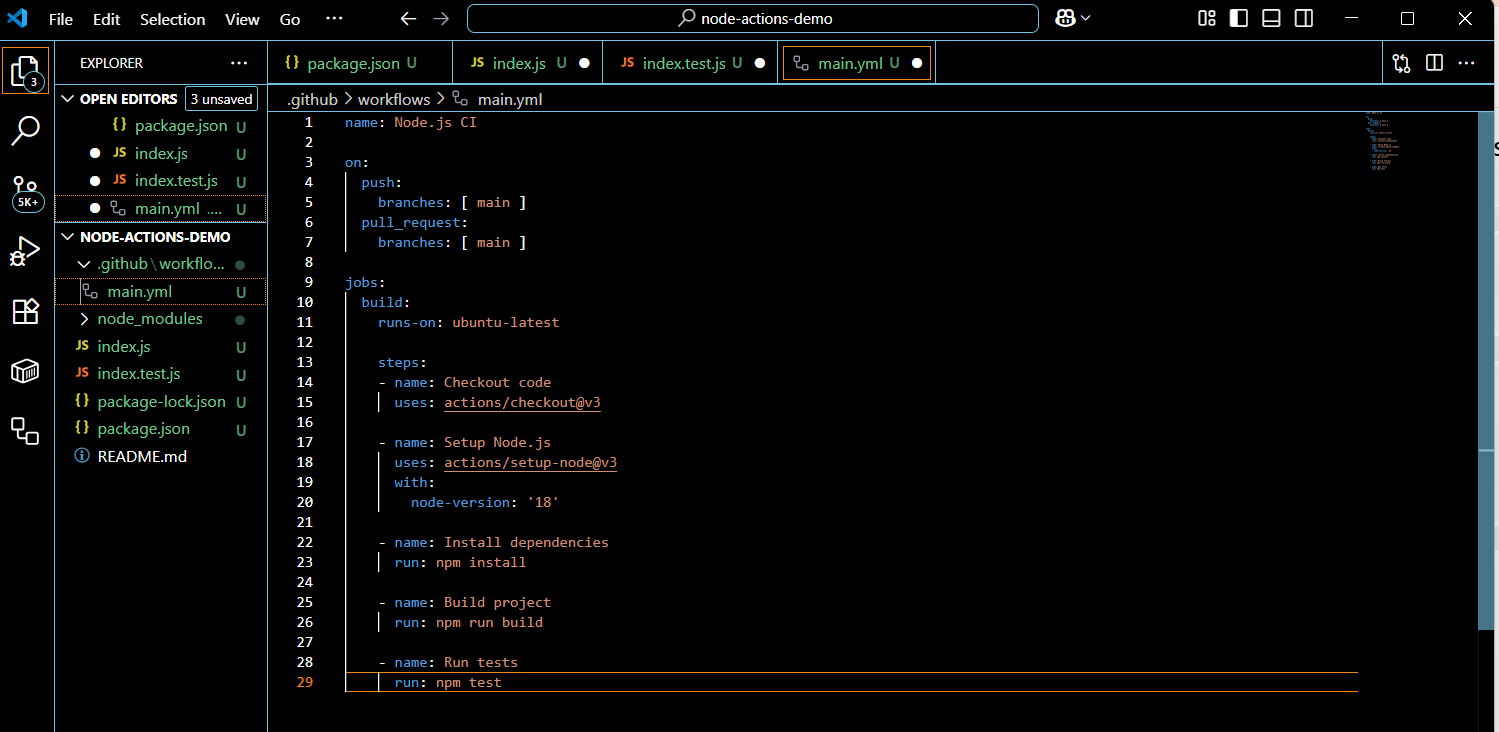 File Edit Selection View Go ··· node-actions-demo
EXPLORER ···
3
OPEN EDITORS 3 unsaved
{} package.json U
JS index.js U
JS index.test.js U
main.yml .... U
5K+
NODE-ACTIONS-DEMO
.github\workflo...
main.yml U
node_modules
JS index.js U
JS index.test.js U
{} package-lock.json U
{} package.json U
README.md
{} package.json U JS index.js U JS index.test.js U main.yml U ···
.github > workflows > main.yml
1 name: Node.js CI
2
3 on:
4 push:
5 branches: [ main ]
6 pull_request:
7 branches: [ main ]
8
9 jobs:
10 build:
11 runs-on: ubuntu-latest
12
13 steps:
14 - name: Checkout code
15 uses: actions/checkout@v3
16
17 - name: Setup Node.js
18 uses: actions/setup-node@v3
19 with:
20 node-version: '18'
21
22 - name: Install dependencies
23 run: npm install
24
25 - name: Build project
26 run: npm run build
27
28 - name: Run tests
29 run: npm test